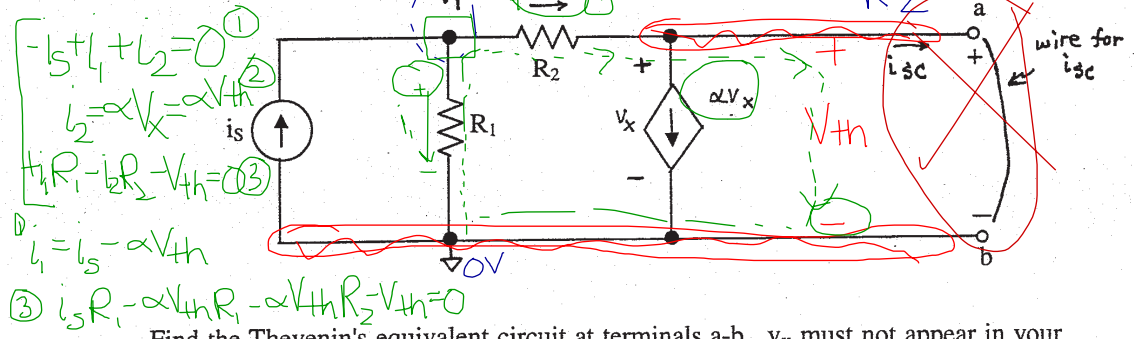 -is+i1+i2=0 ①
② i2=αVx=αVth
+i1R1-i2R2-Vth=0 ③
① i1=is-αVth
③ isR1-αVthR1-αVthR2-Vth=0
a
+
isc
wire for
isc
R2
+
αVx
Vx
-
+
Vth
-
is
+
i1
-
R1
0V
-
b
Find the Thevenin's equivalent circuit at terminals a-b. vx must not appear in your